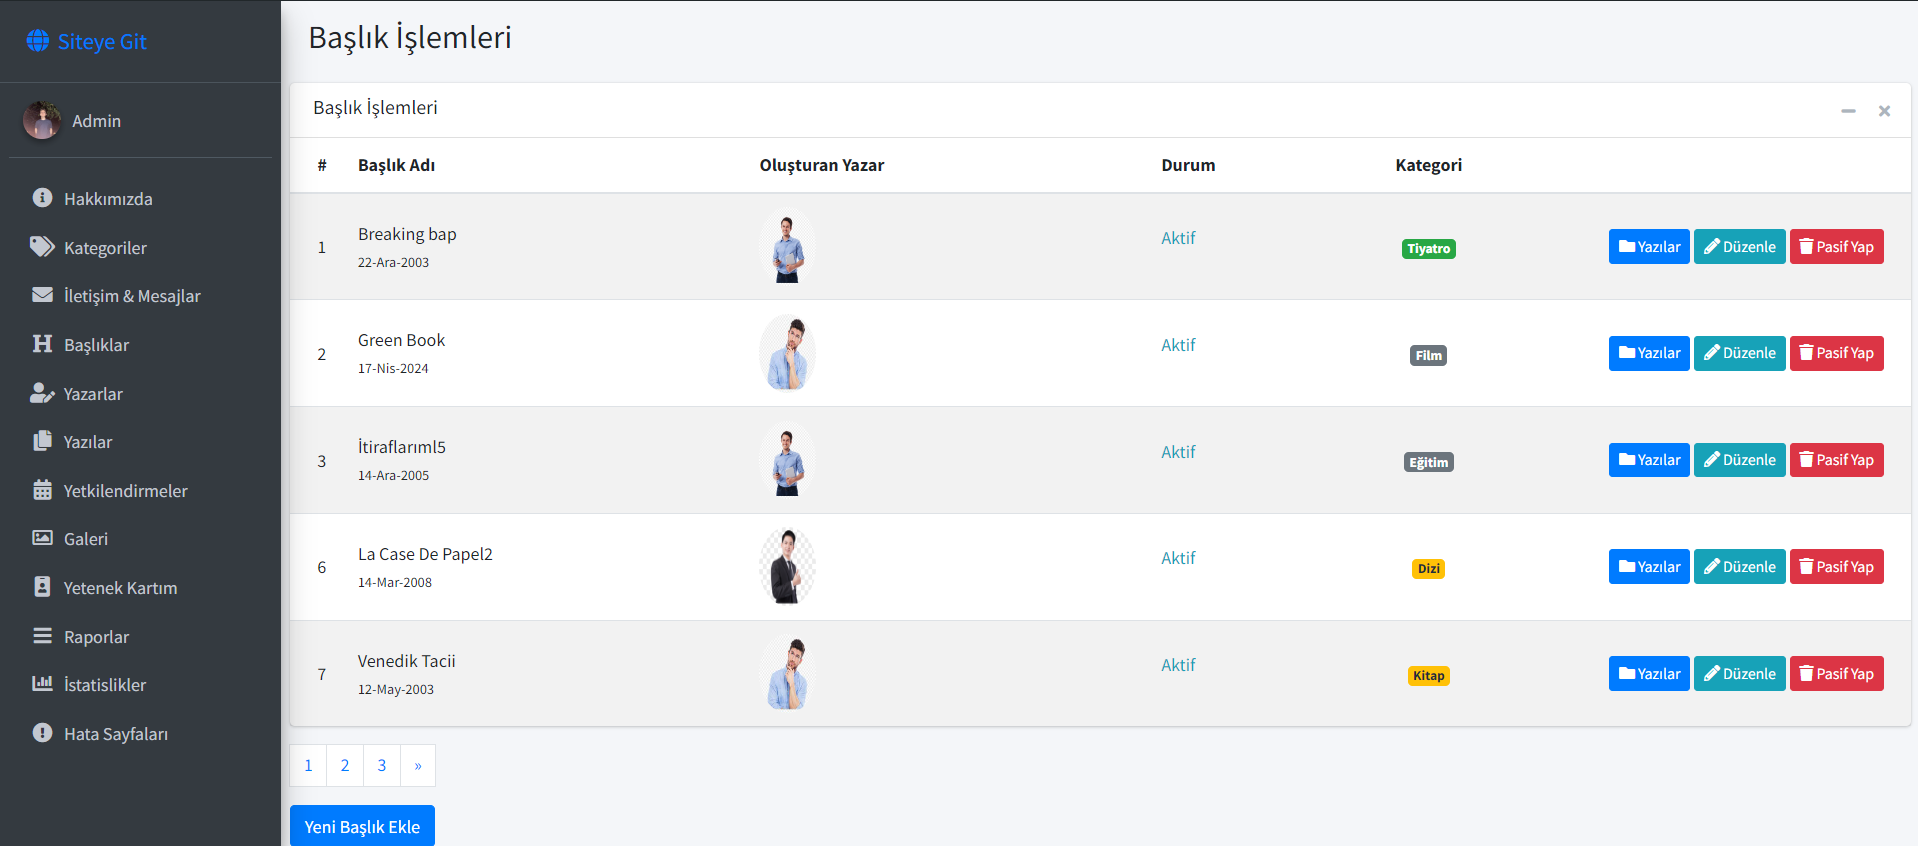 Siteye Git
Admin
Hakkımızda
Kategoriler
İletişim & Mesajlar
Başlıklar
Yazarlar
Yazılar
Yetkilendirmeler
Galeri
Yetenek Kartım
Raporlar
İstatislikler
Hata Sayfaları
Başlık İşlemleri
Başlık İşlemleri
# Başlık Adı Oluşturan Yazar Durum Kategori
1 Breaking bap 22-Ara-2003 Aktif Tiyatro Yazılar Düzenle Pasif Yap
2 Green Book 17-Nis-2024 Aktif Film Yazılar Düzenle Pasif Yap
3 İtiraflarıml5 14-Ara-2005 Aktif Eğitim Yazılar Düzenle Pasif Yap
6 La Case De Papel2 14-Mar-2008 Aktif Dizi Yazılar Düzenle Pasif Yap
7 Venedik Tacii 12-May-2003 Aktif Kitap Yazılar Düzenle Pasif Yap
1 2 3 »
Yeni Başlık Ekle